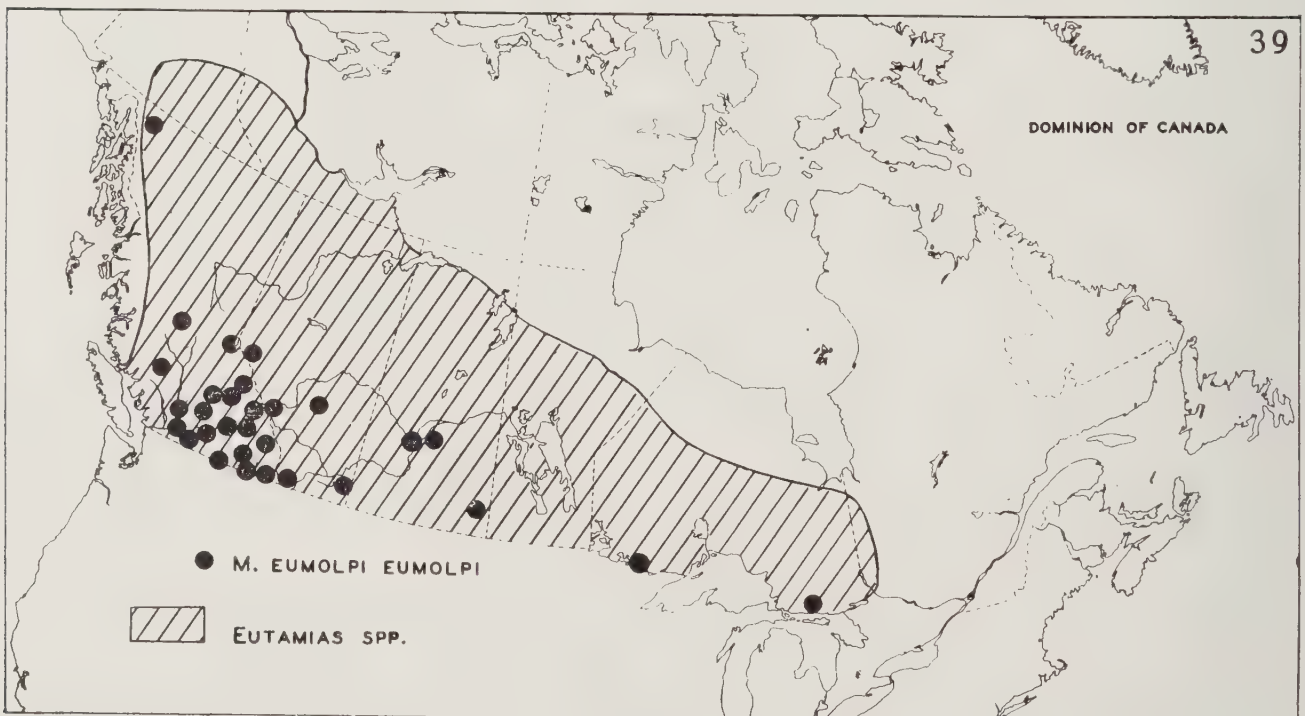 39
DOMINION OF CANADA
M. EUMOLPI EUMOLPI
EUTAMIAS SPP.